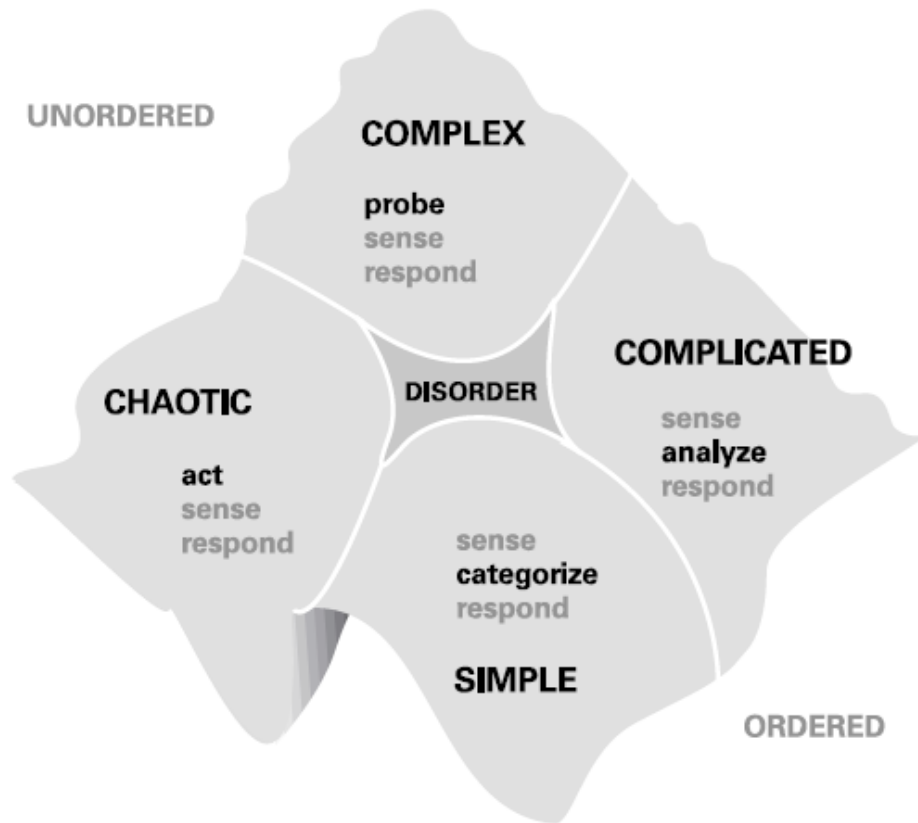 UNORDERED
COMPLEX
probe
sense
respond
COMPLICATED
sense
analyze
respond
DISORDER
CHAOTIC
act
sense
respond
sense
categorize
respond
SIMPLE
ORDERED